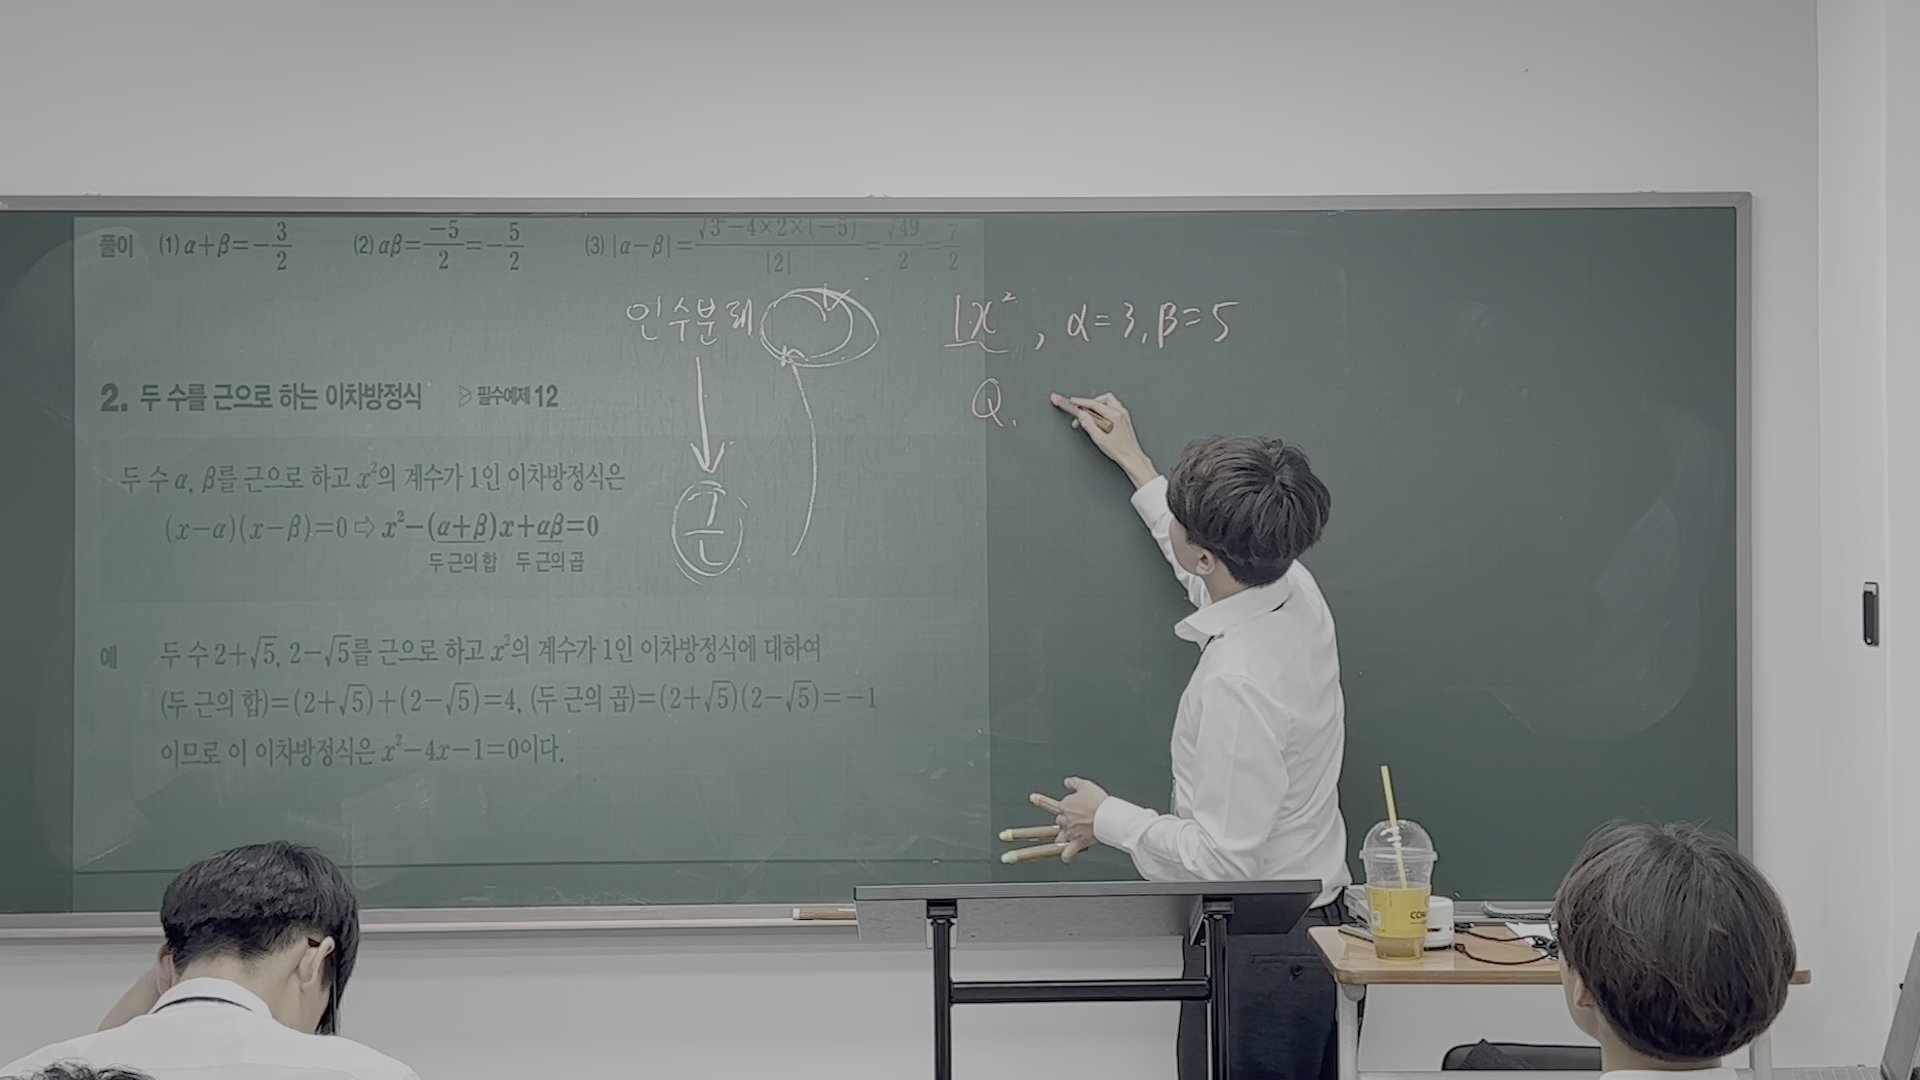 풀이 (1) α+β=-3/2 (2) αβ=-5/2=-5/2 (3) |α-β|=√3²-4×2×(-5)/|2|=√49/2=7/2
인수분해
1x², α=3, β=5
Q.
2. 두 수를 근으로 하는 이차방정식 필수예제 12
두 수 α, β를 근으로 하고 x²의 계수가 1인 이차방정식은
(x-α)(x-β)=0 ⇨ x²-(α+β)x+αβ=0
두 근의 합 두 근의 곱
근
예 두 수 2+√5, 2-√5를 근으로 하고 x²의 계수가 1인 이차방정식에 대하여
(두 근의 합)=(2+√5)+(2-√5)=4, (두 근의 곱)=(2+√5)(2-√5)=-1
이므로 이 이차방정식은 x²-4x-1=0이다.